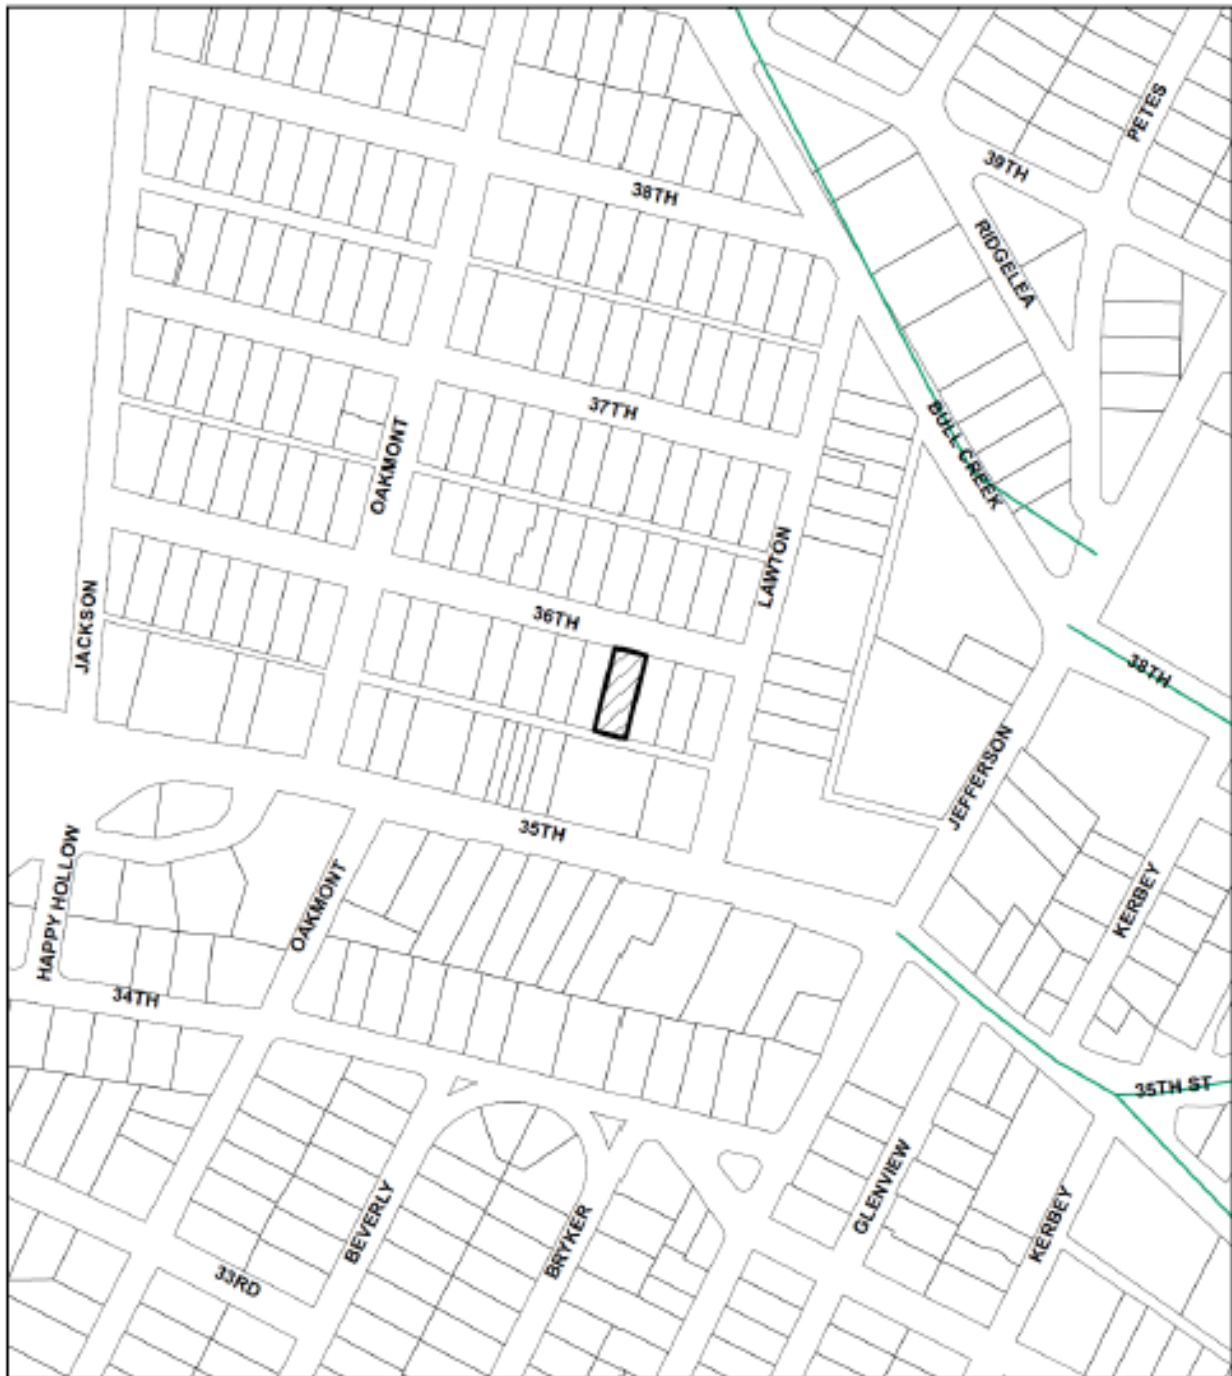 PETES
39TH
38TH
RIDGELEA
37TH
OAKMONT
BULL CREEK
LAWTON
JACKSON
36TH
38TH
JEFFERSON
35TH
HAPPY HOLLOW
OAKMONT
KERBEY
34TH
35TH ST
GLENVIEW
BEVERLY
BRYKER
KERBEY
33RD